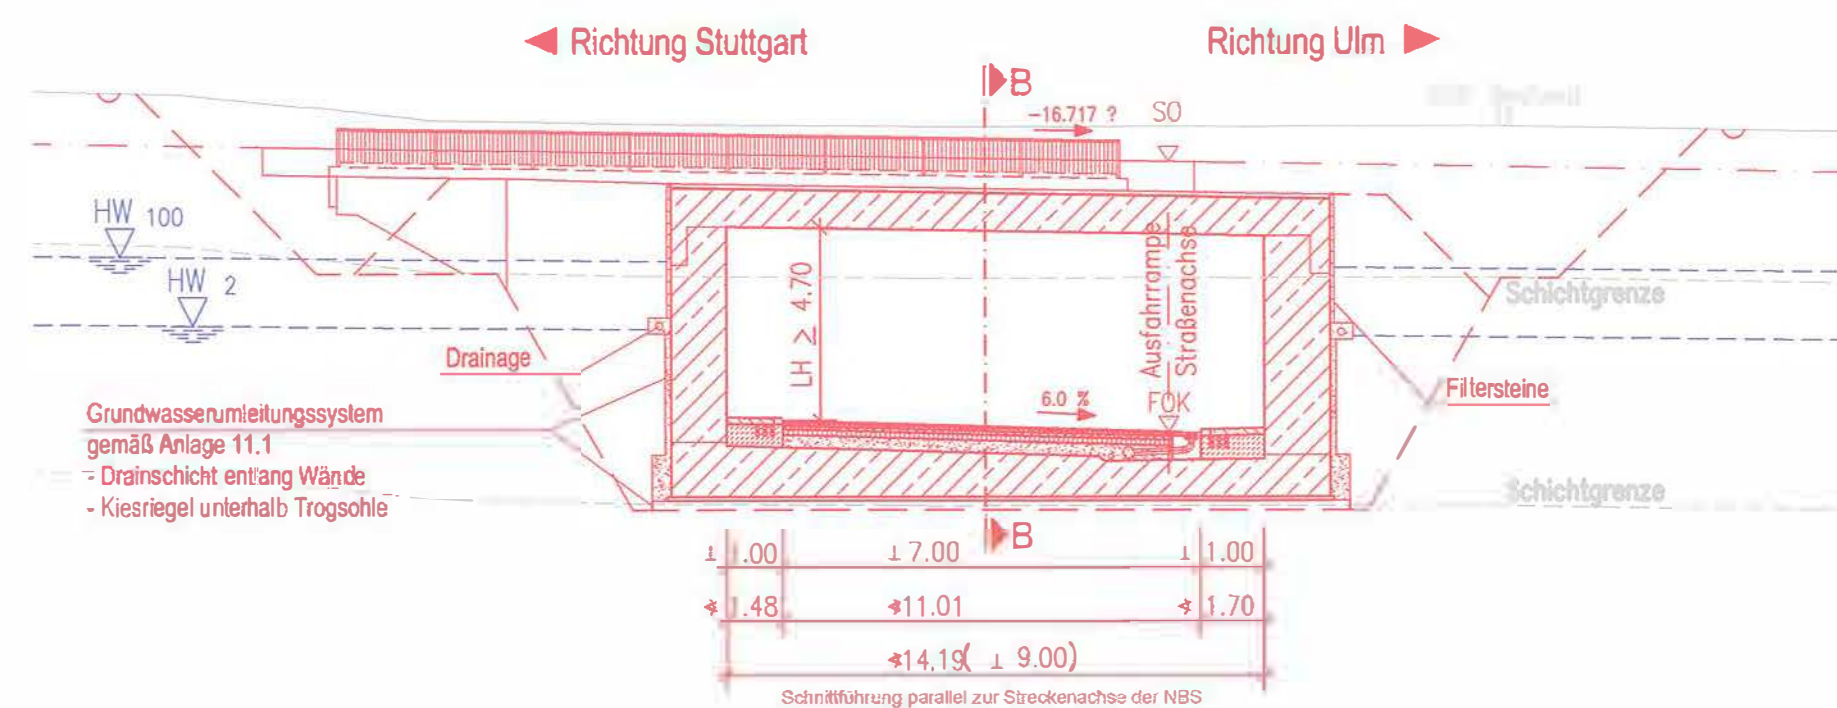 Richtung Stuttgart
Richtung Ulm
B
-16.717 ?
SO
HW 100
HW 2
LH ≥ 4.70
Ausfahrrampe
Straßenachse
Schichtgrenze
Drainage
6.0 %
FOK
Filtersteine
Grundwasserumleitungssystem
gemäß Anlage 11.1
- Drainschicht entlang Wände
- Kiesriegel unterhalb Trogsohle
Schichtgrenze
B
⊥ 1.00
⊥ 7.00
⊥ 1.00
∢ 1.48
∢11.01
∢ 1.70
∢14.19( ⊥ 9.00)
Schnittführung parallel zur Streckenachse der NBS